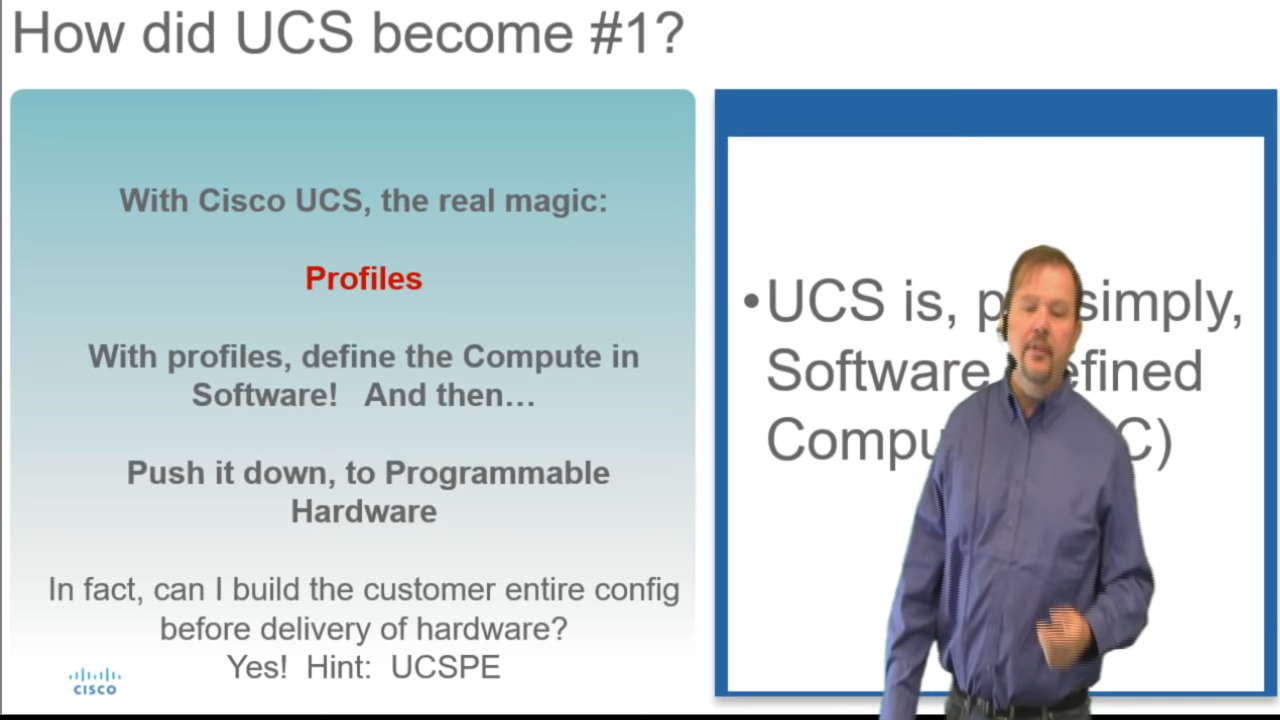 How did UCS become #1?
With Cisco UCS, the real magic:
Profiles
With profiles, define the Compute in
Software! And then…
Push it down, to Programmable
Hardware
In fact, can I build the customer entire config
before delivery of hardware?
Yes! Hint: UCSPE
CISCO
•UCS is, simply,
Software